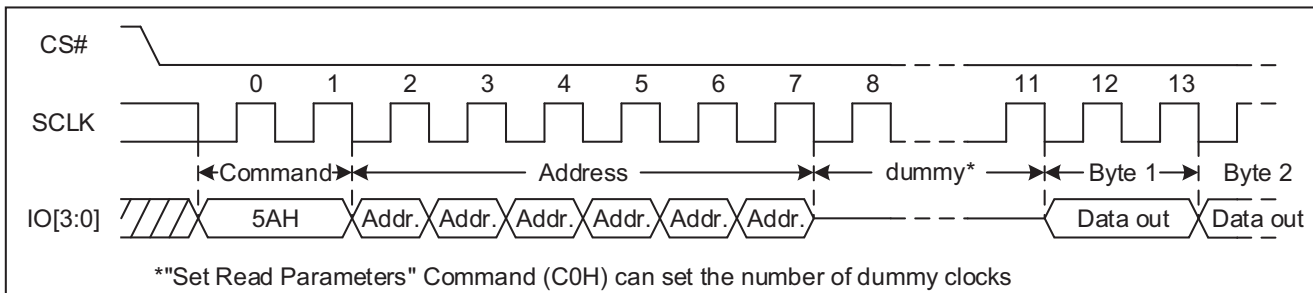 CS#
0 1 2 3 4 5 6 7 8 11 12 13
SCLK
Command Address dummy* Byte 1 Byte 2
IO[3:0] 5AH Addr. Addr. Addr. Addr. Addr. Addr. Data out Data out
*"Set Read Parameters" Command (C0H) can set the number of dummy clocks